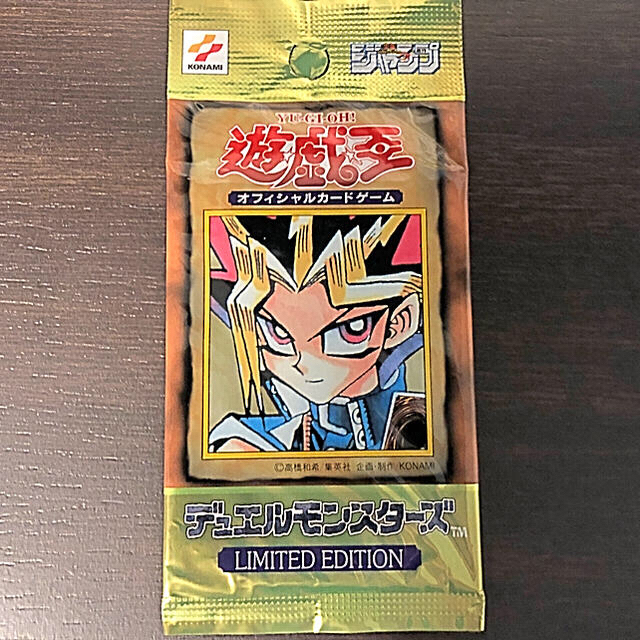 KONAMI
ジャンプ
YU-GI-OH!
遊戯王
オフィシャルカードゲーム
©高橋和希/集英社 企画・制作/KONAMI
デュエルモンスターズ™
LIMITED EDITION